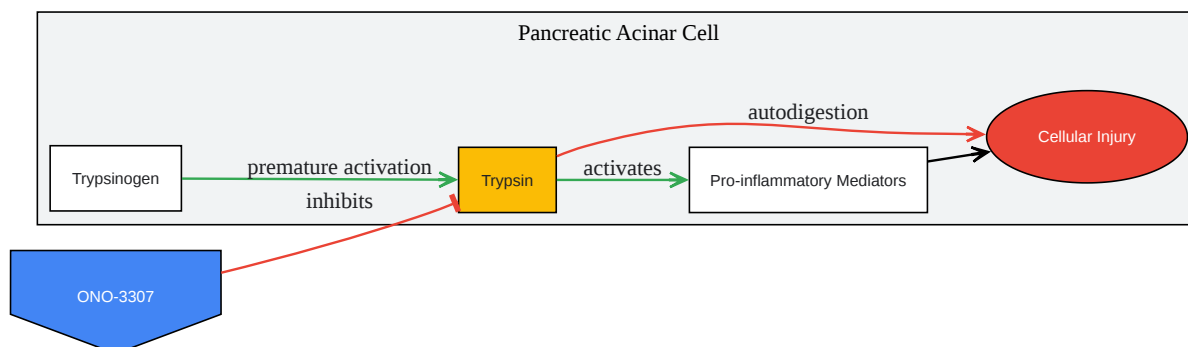 Pancreatic Acinar Cell
autodigestion
Cellular Injury
premature activation
activates
Trypsinogen
Trypsin
Pro-inflammatory Mediators
inhibits
ONO-3307